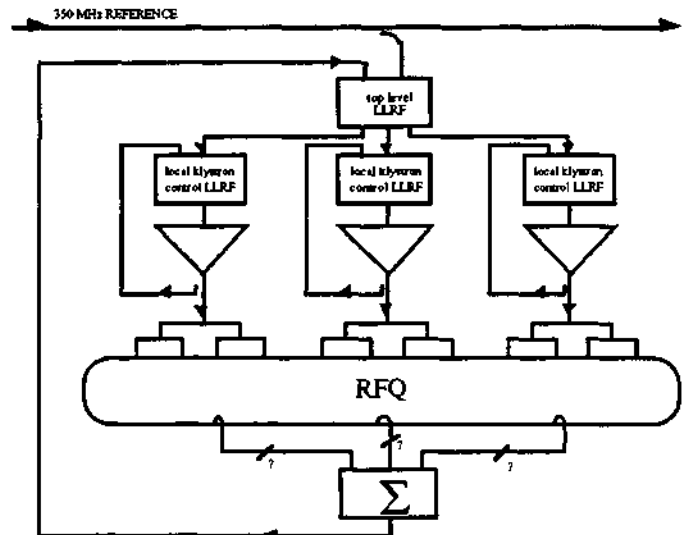 350 MHz REFERENCE
top level
LLRF
local klystron
control LLRF
local klystron
control LLRF
local klystron
control LLRF
RFQ
?
?
?
Σ